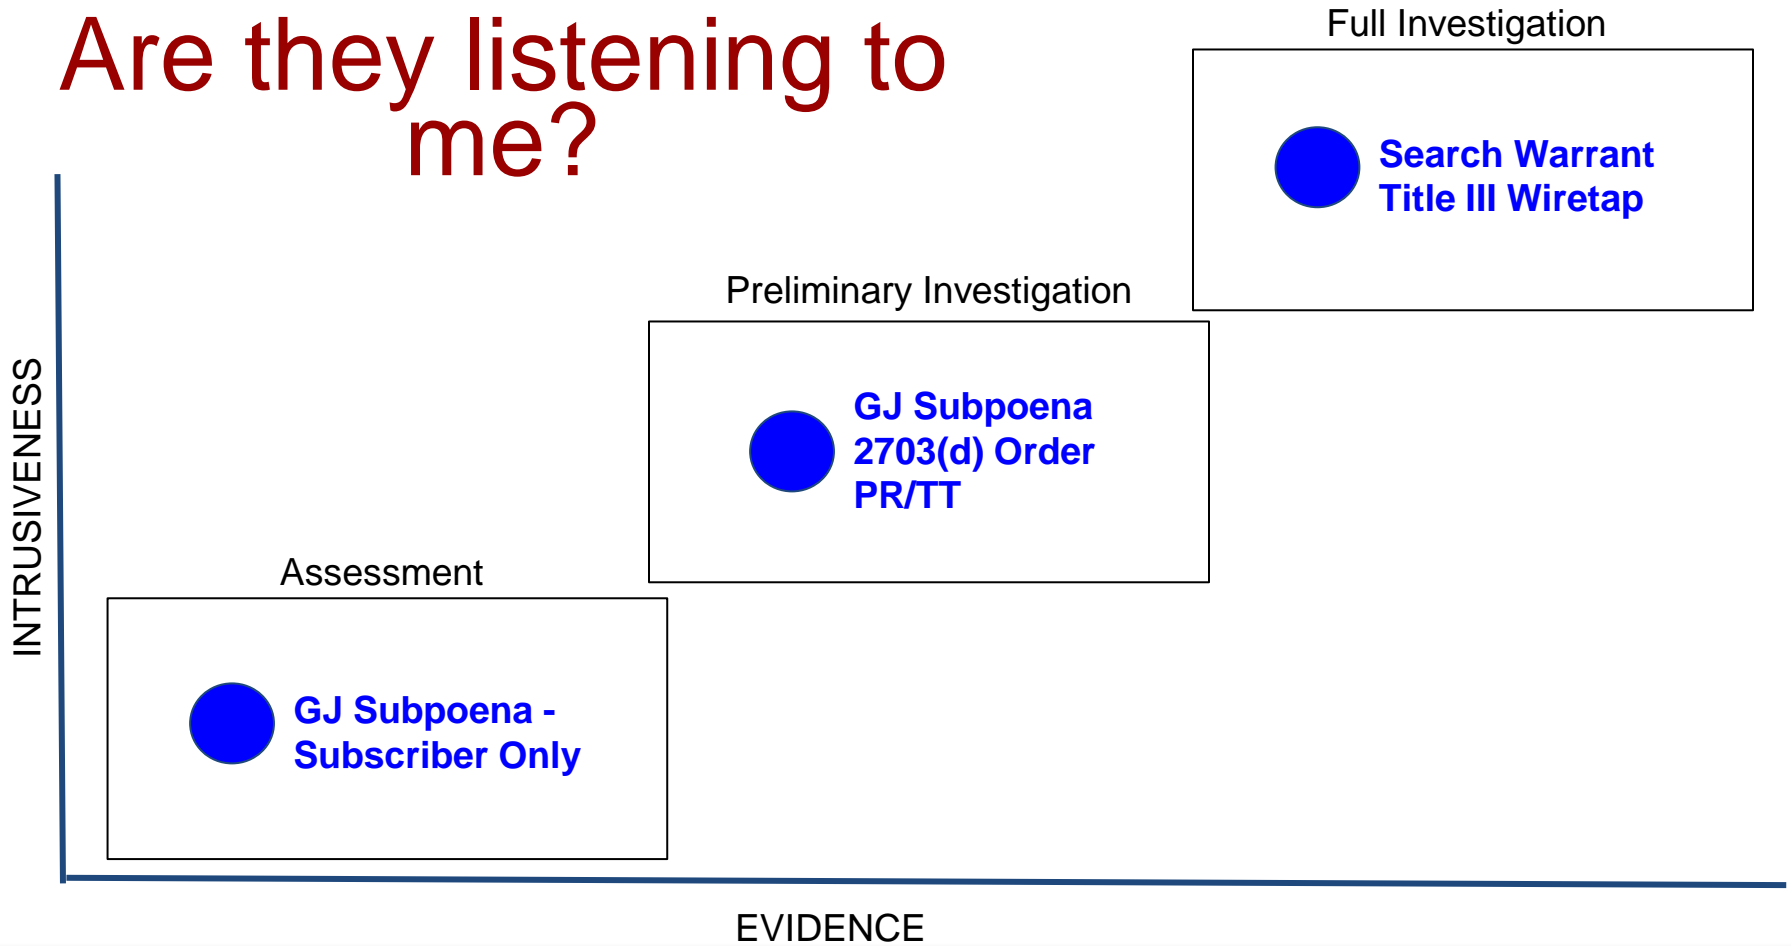 Are they listening to
me?
Full Investigation
Search Warrant
Title III Wiretap
Preliminary Investigation
GJ Subpoena
2703(d) Order
PR/TT
Assessment
GJ Subpoena -
Subscriber Only
INTRUSIVENESS
EVIDENCE